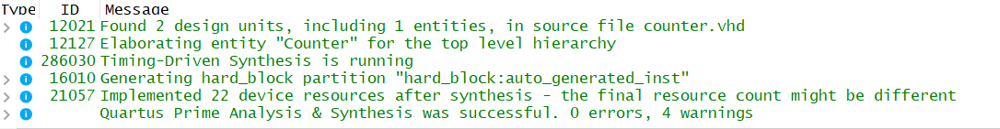 Type ID Message
12021 Found 2 design units, including 1 entities, in source file counter.vhd
12127 Elaborating entity "Counter" for the top level hierarchy
286030 Timing-Driven Synthesis is running
16010 Generating hard_block partition "hard_block:auto_generated_inst"
21057 Implemented 22 device resources after synthesis - the final resource count might be different
Quartus Prime Analysis & Synthesis was successful. 0 errors, 4 warnings